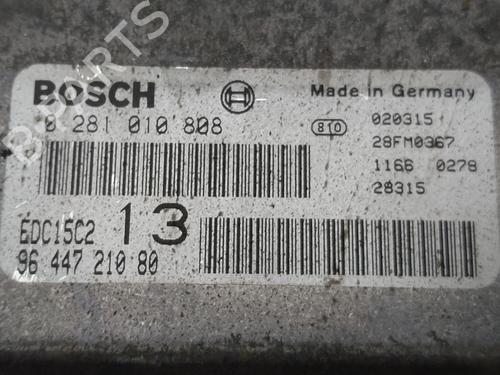 B-PARTS
BOSCH
Made in Germany
0 281 010 808
810
020315
28FM0367
1166 0278
28315
EDC15C2 13
96 447 210 80